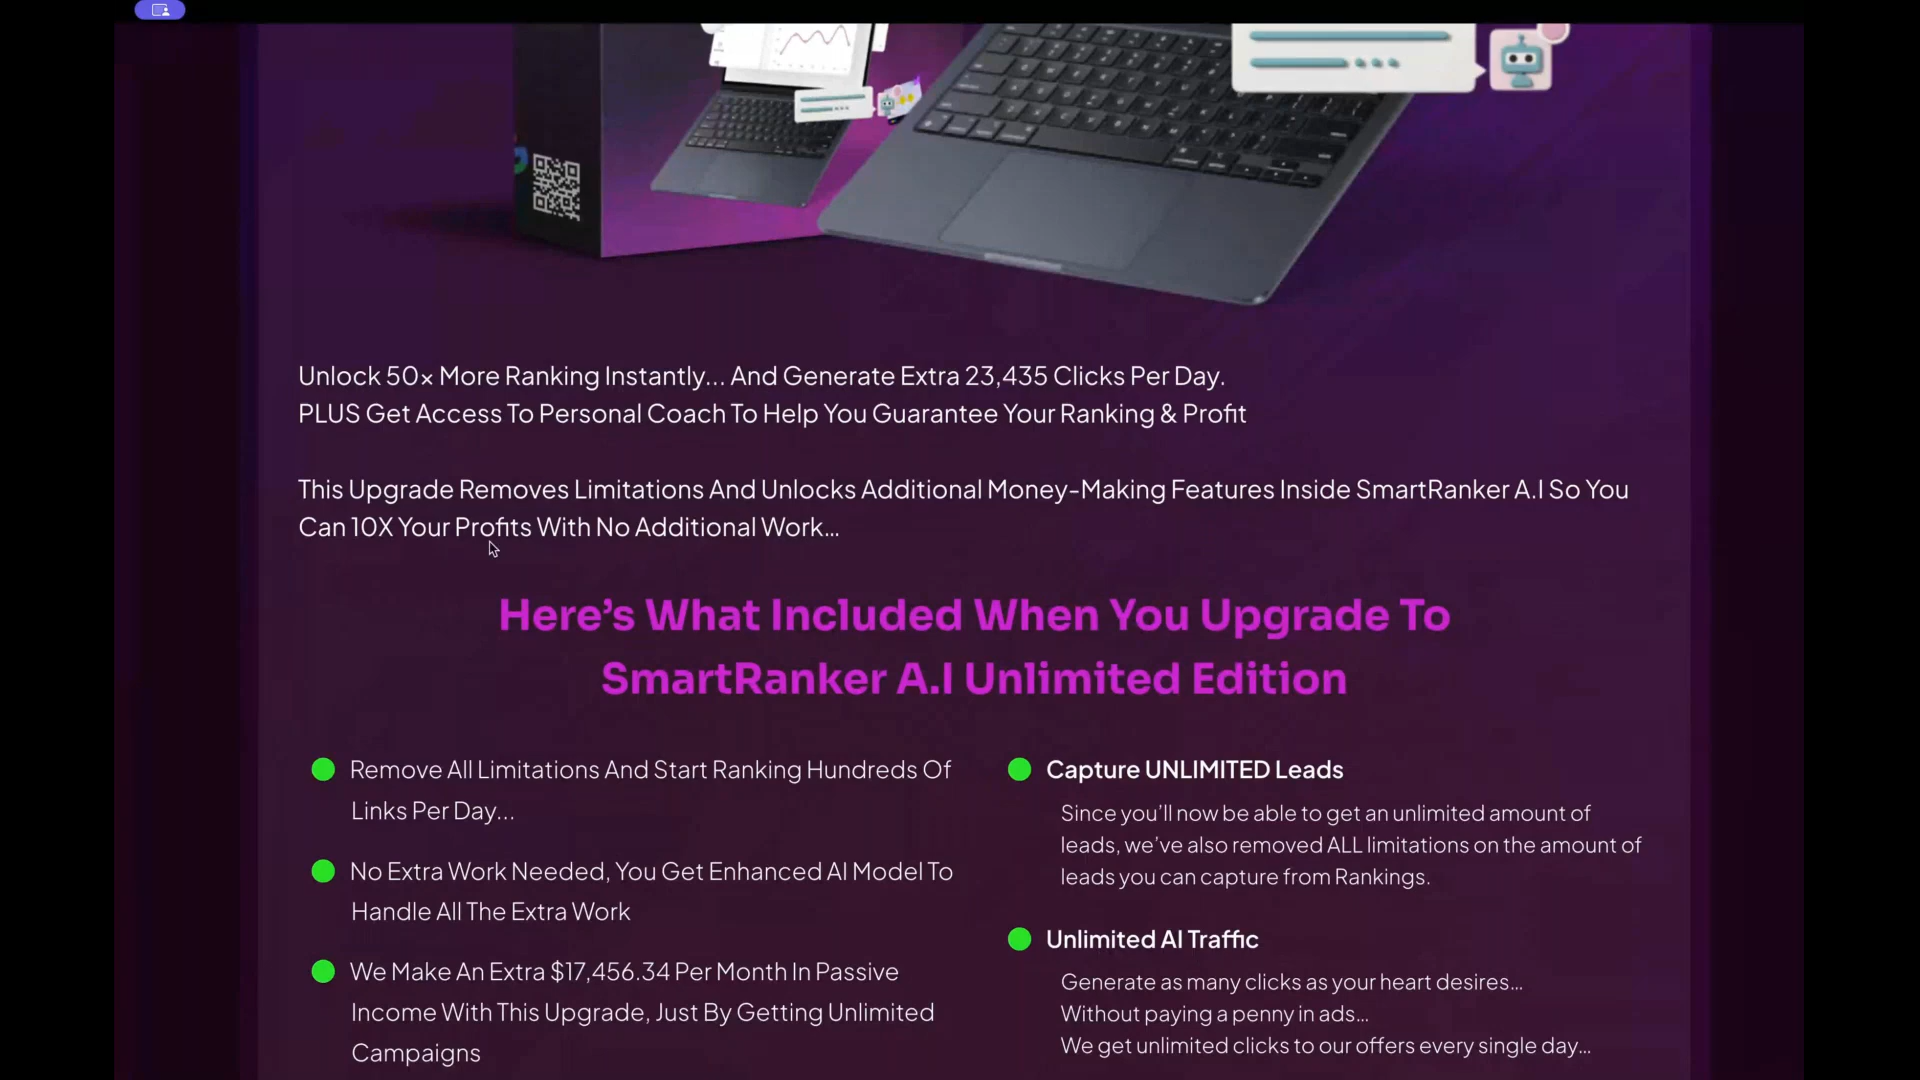 Unlock 50× More Ranking Instantly... And Generate Extra 23,435 Clicks Per Day.
PLUS Get Access To Personal Coach To Help You Guarantee Your Ranking & Profit
This Upgrade Removes Limitations And Unlocks Additional Money-Making Features Inside SmartRanker A.I So You
Can 10X Your Profits With No Additional Work...
Here's What Included When You Upgrade To
SmartRanker A.I Unlimited Edition
Remove All Limitations And Start Ranking Hundreds Of
Links Per Day...
No Extra Work Needed, You Get Enhanced AI Model To
Handle All The Extra Work
We Make An Extra $17,456.34 Per Month In Passive
Income With This Upgrade, Just By Getting Unlimited
Campaigns
Capture UNLIMITED Leads
Since you'll now be able to get an unlimited amount of
leads, we've also removed ALL limitations on the amount of
leads you can capture from Rankings.
Unlimited AI Traffic
Generate as many clicks as your heart desires...
Without paying a penny in ads...
We get unlimited clicks to our offers every single day...